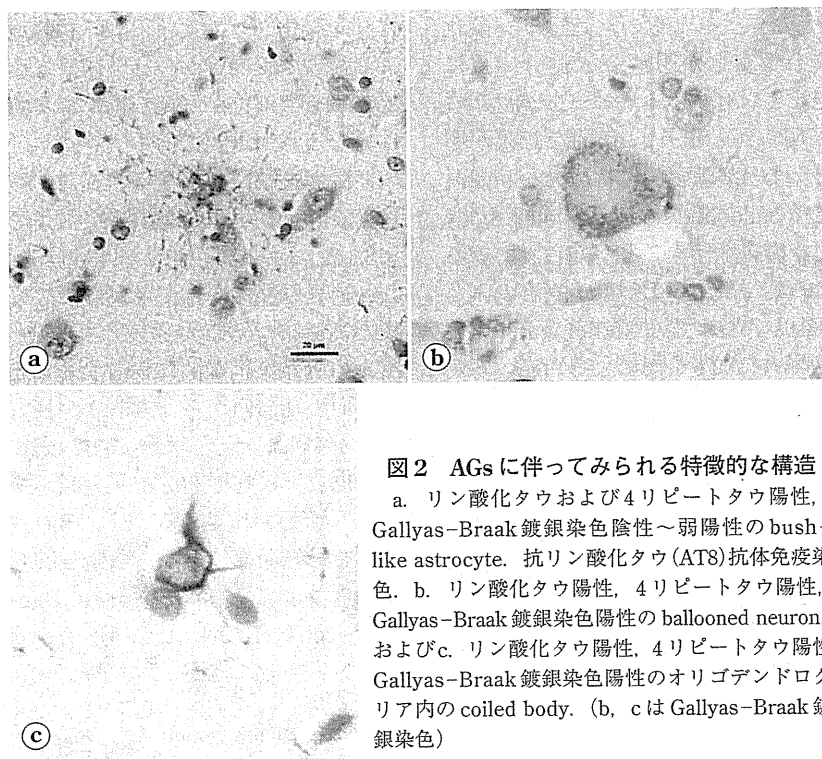 ⓐ
20 μm
ⓑ
ⓒ
図2 AGsに伴ってみられる特徴的な構造
a. リン酸化タウおよび4リピートタウ陽性,
Gallyas-Braak鍍銀染色陰性〜弱陽性のbush-
like astrocyte. 抗リン酸化タウ(AT8)抗体免疫染
色. b. リン酸化タウ陽性, 4リピートタウ陽性,
Gallyas-Braak鍍銀染色陽性のballooned neuron
およびc. リン酸化タウ陽性, 4リピートタウ陽性
Gallyas-Braak鍍銀染色陽性のオリゴデンドログ
リア内のcoiled body. (b, cはGallyas-Braak鍍
銀染色)